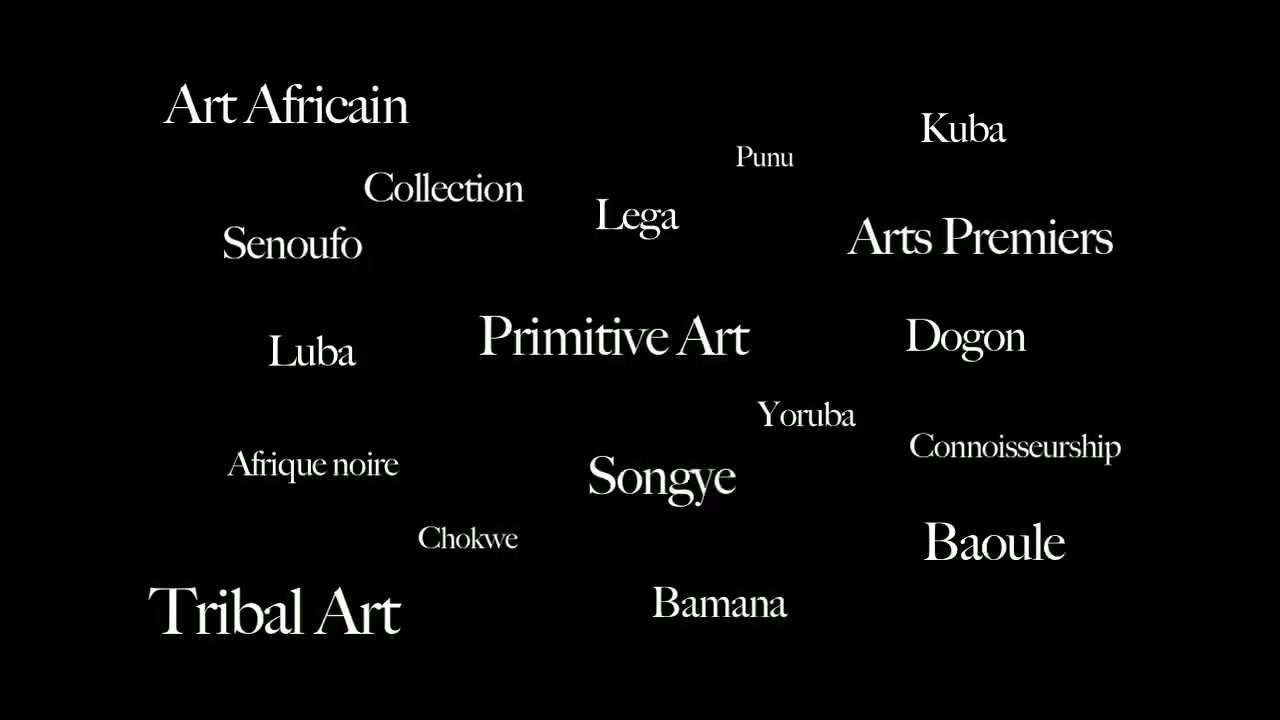 Art Africain
Kuba
Punu
Collection
Lega
Senoufo
Arts Premiers
Primitive Art
Dogon
Luba
Yoruba
Connoisseurship
Afrique noire
Songye
Chokwe
Baoule
Bamana
Tribal Art